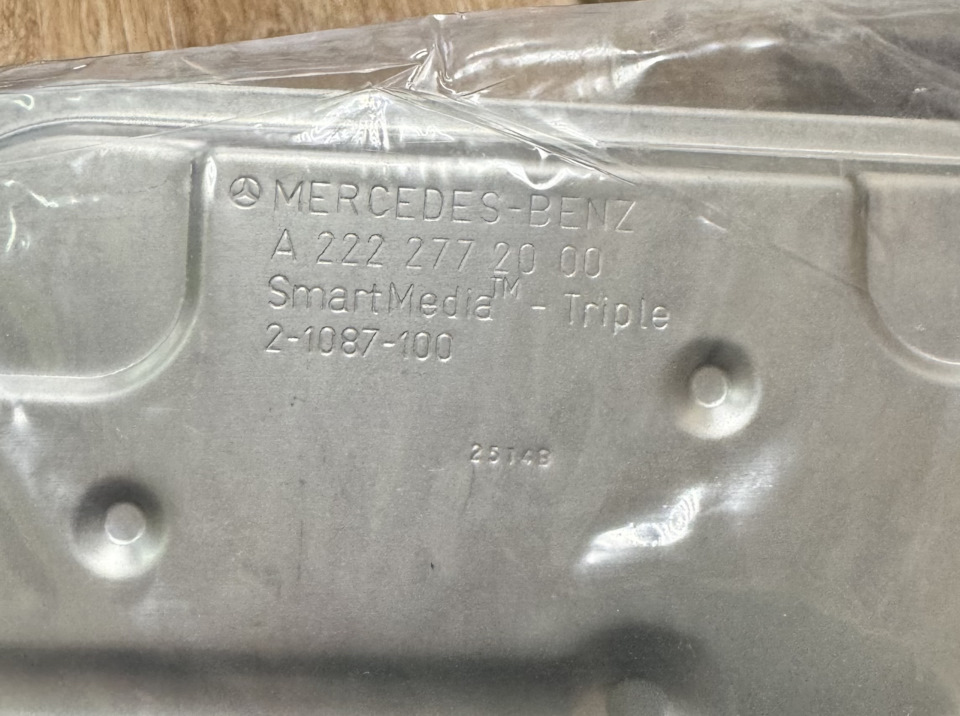 MERCEDES-BENZ
A 222 277 20 00
SmartMedia™ - Triple
2-1087-100
25T4B